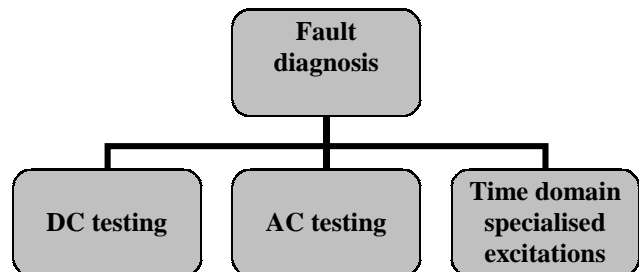 Fault
diagnosis
DC testing
AC testing
Time domain
specialised
excitations